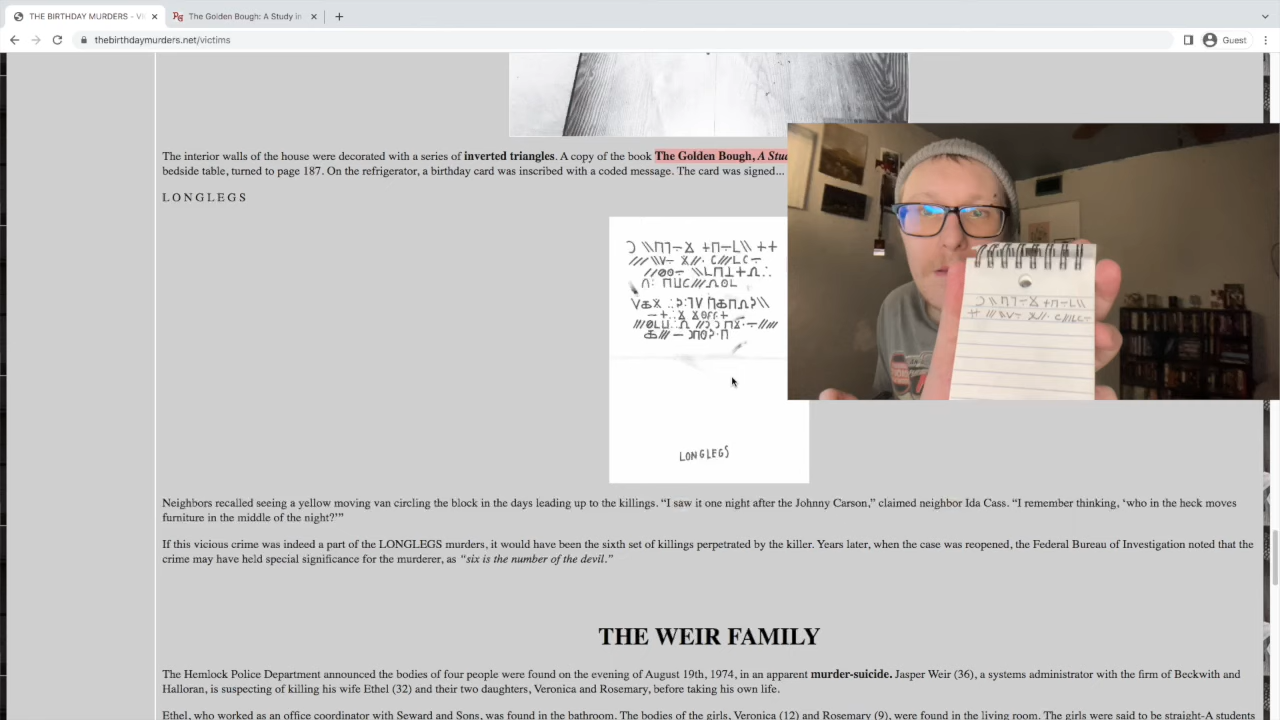 THE BIRTHDAY MURDERS - Vi
The Golden Bough: A Study in
thebirthdaymurders.net/victims
Guest
The interior walls of the house were decorated with a series of inverted triangles. A copy of the book The Golden Bough, A Stud
bedside table, turned to page 187. On the refrigerator, a birthday card was inscribed with a coded message. The card was signed...
L O N G L E G S
LONGLEGS
Neighbors recalled seeing a yellow moving van circling the block in the days leading up to the killings. “I saw it one night after the Johnny Carson,” claimed neighbor Ida Cass. “I remember thinking, ‘who in the heck moves
furniture in the middle of the night?’”
If this vicious crime was indeed a part of the LONGLEGS murders, it would have been the sixth set of killings perpetrated by the killer. Years later, when the case was reopened, the Federal Bureau of Investigation noted that the
crime may have held special significance for the murderer, as “six is the number of the devil.”
THE WEIR FAMILY
The Hemlock Police Department announced the bodies of four people were found on the evening of August 19th, 1974, in an apparent murder-suicide. Jasper Weir (36), a systems administrator with the firm of Beckwith and
Halloran, is suspecting of killing his wife Ethel (32) and their two daughters, Veronica and Rosemary, before taking his own life.
Ethel, who worked as an office coordinator with Seward and Sons, was found in the bathroom. The bodies of the girls, Veronica (12) and Rosemary (9), were found in the living room. The girls were said to be straight-A students